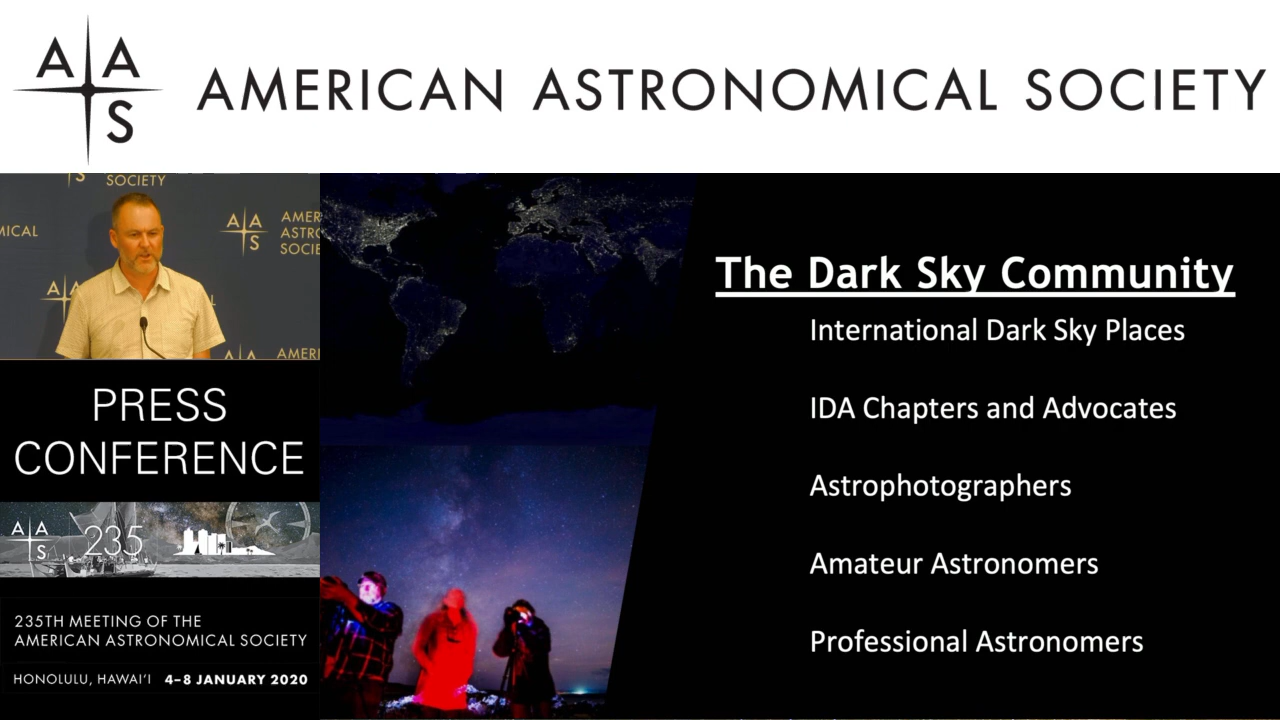 A A
S
AMERICAN ASTRONOMICAL SOCIETY
SOCIETY
A A
S
PRESS
CONFERENCE
A A
S
235
235TH MEETING OF THE
AMERICAN ASTRONOMICAL SOCIETY
HONOLULU, HAWAI‘I 4–8 JANUARY 2020
The Dark Sky Community
International Dark Sky Places
IDA Chapters and Advocates
Astrophotographers
Amateur Astronomers
Professional Astronomers